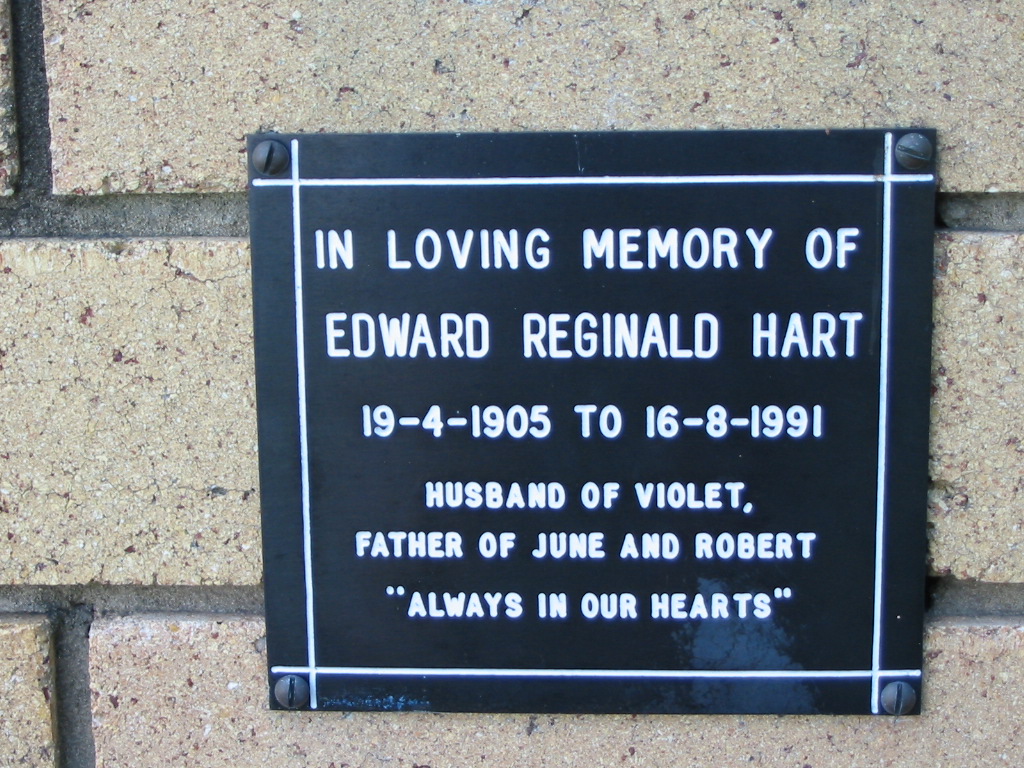 IN LOVING MEMORY OF
EDWARD REGINALD HART
19-4-1905 TO 16-8-1991
HUSBAND OF VIOLET,
FATHER OF JUNE AND ROBERT
"ALWAYS IN OUR HEARTS"